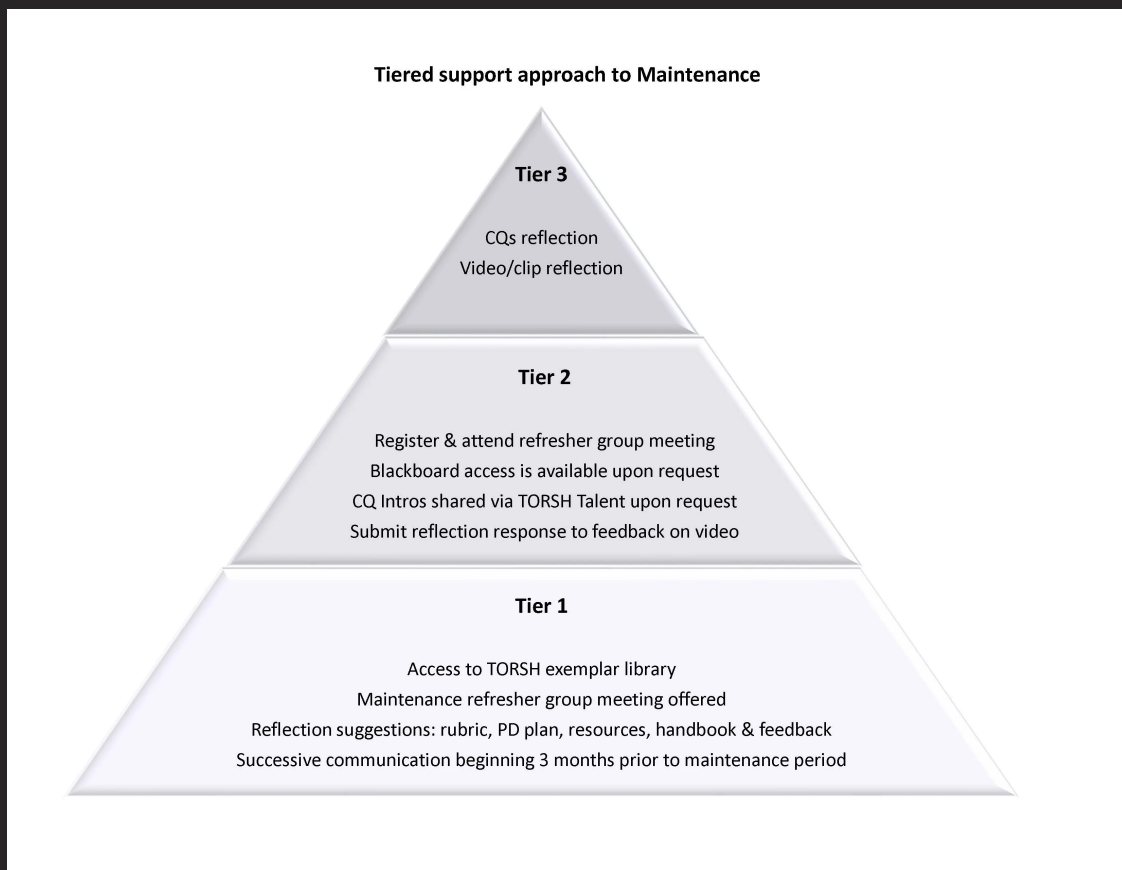 Tiered support approach to Maintenance
Tier 3
CQs reflection
Video/clip reflection
Tier 2
Register & attend refresher group meeting
Blackboard access is available upon request
CQ Intros shared via TORSH Talent upon request
Submit reflection response to feedback on video
Tier 1
Access to TORSH exemplar library
Maintenance refresher group meeting offered
Reflection suggestions: rubric, PD plan, resources, handbook & feedback
Successive communication beginning 3 months prior to maintenance period